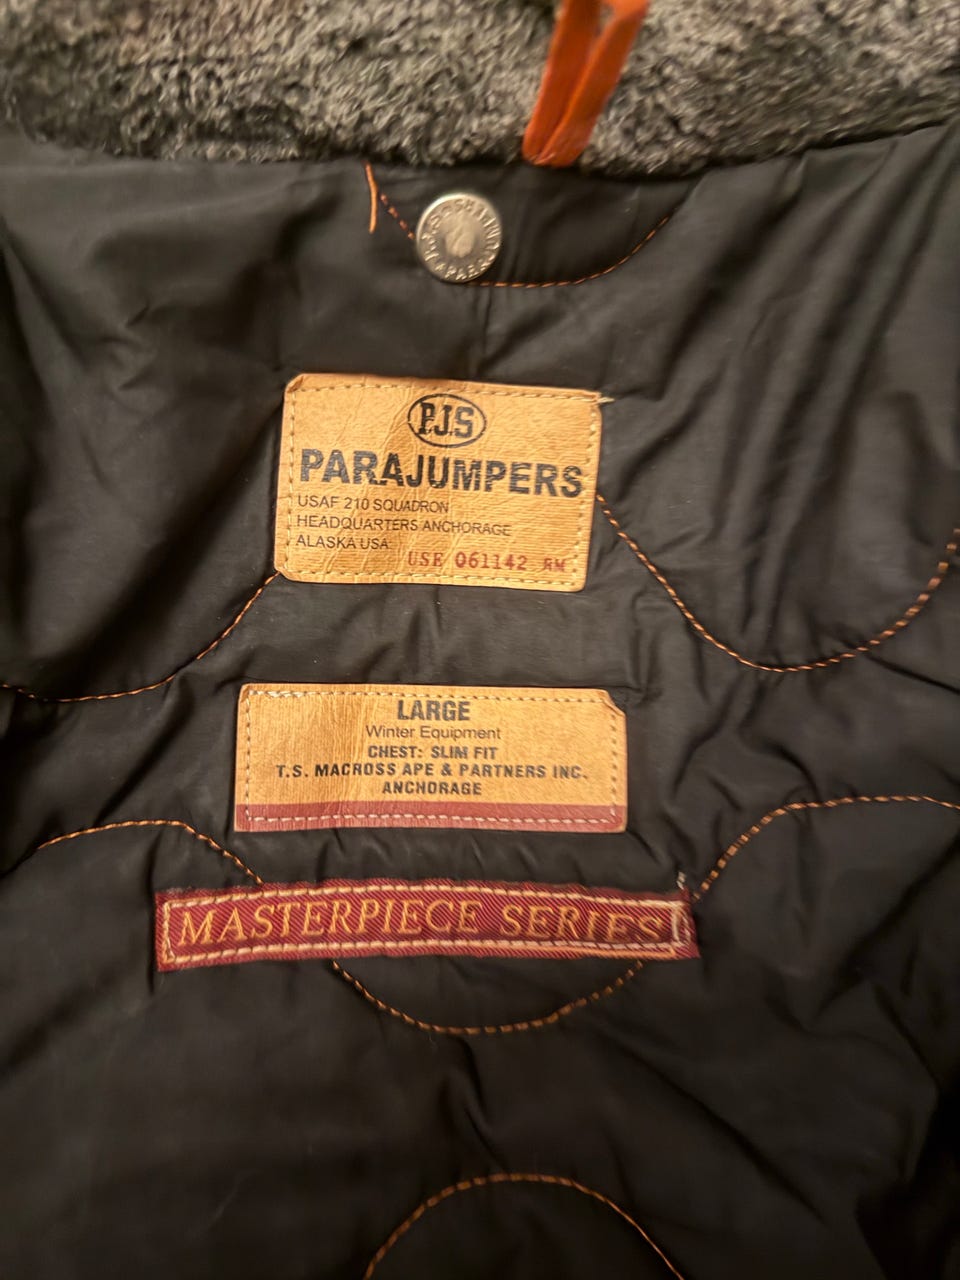 PJS
PARAJUMPERS
USAF 210 SQUADRON
HEADQUARTERS ANCHORAGE
ALASKA USA
USE 061142 RM
LARGE
Winter Equipment
CHEST: SLIM FIT
T.S. MACROSS APE & PARTNERS INC.
ANCHORAGE
MASTERPIECE SERIES